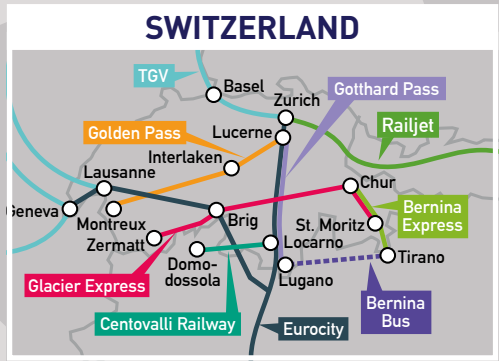 SWITZERLAND
TGV
Basel
Zurich
Gotthard Pass
Golden Pass
Lucerne
Railjet
Interlaken
Lausanne
Chur
Geneva
Montreux
Brig
St. Moritz
Bernina
Express
Zermatt
Locarno
Domo-
dossola
Tirano
Glacier Express
Lugano
Centovalli Railway
Eurocity
Bernina
Bus